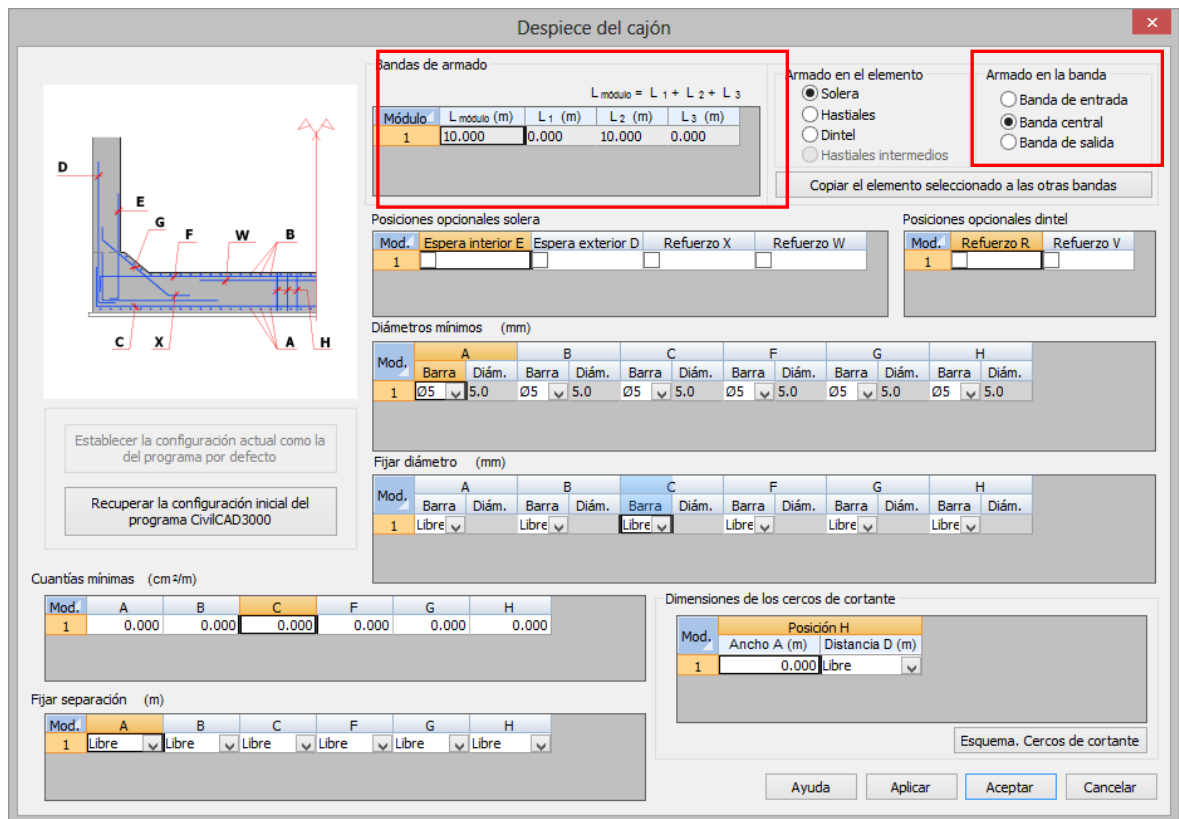 Despiece del cajón
Bandas de armado
L módulo = L 1 + L 2 + L 3
Módulo L módulo (m) L 1 (m) L 2 (m) L 3 (m)
1 10.000 0.000 10.000 0.000
Armado en el elemento
Solera
Hastiales
Dintel
Hastiales intermedios
Armado en la banda
Banda de entrada
Banda central
Banda de salida
Copiar el elemento seleccionado a las otras bandas
D
E
G
F
W
B
C
X
A
H
Posiciones opcionales solera
Mod. Espera interior E Espera exterior D Refuerzo X Refuerzo W
1
Posiciones opcionales dintel
Mod. Refuerzo R Refuerzo V
1
Diámetros mínimos (mm)
Mod. A B C F G H
Barra Diám. Barra Diám. Barra Diám. Barra Diám. Barra Diám. Barra Diám.
1 Ø5 5.0 Ø5 5.0 Ø5 5.0 Ø5 5.0 Ø5 5.0 Ø5 5.0
Establecer la configuración actual como la
del programa por defecto
Recuperar la configuración inicial del
programa CivilCAD3000
Fijar diámetro (mm)
Mod. A B C F G H
Barra Diám. Barra Diám. Barra Diám. Barra Diám. Barra Diám. Barra Diám.
1 Libre Libre Libre Libre Libre Libre
Cuantías mínimas (cm²/m)
Mod. A B C F G H
1 0.000 0.000 0.000 0.000 0.000 0.000
Fijar separación (m)
Mod. A B C F G H
1 Libre Libre Libre Libre Libre Libre
Dimensiones de los cercos de cortante
Mod. Posición H
Ancho A (m) Distancia D (m)
1 0.000 Libre
Esquema. Cercos de cortante
Ayuda
Aplicar
Aceptar
Cancelar